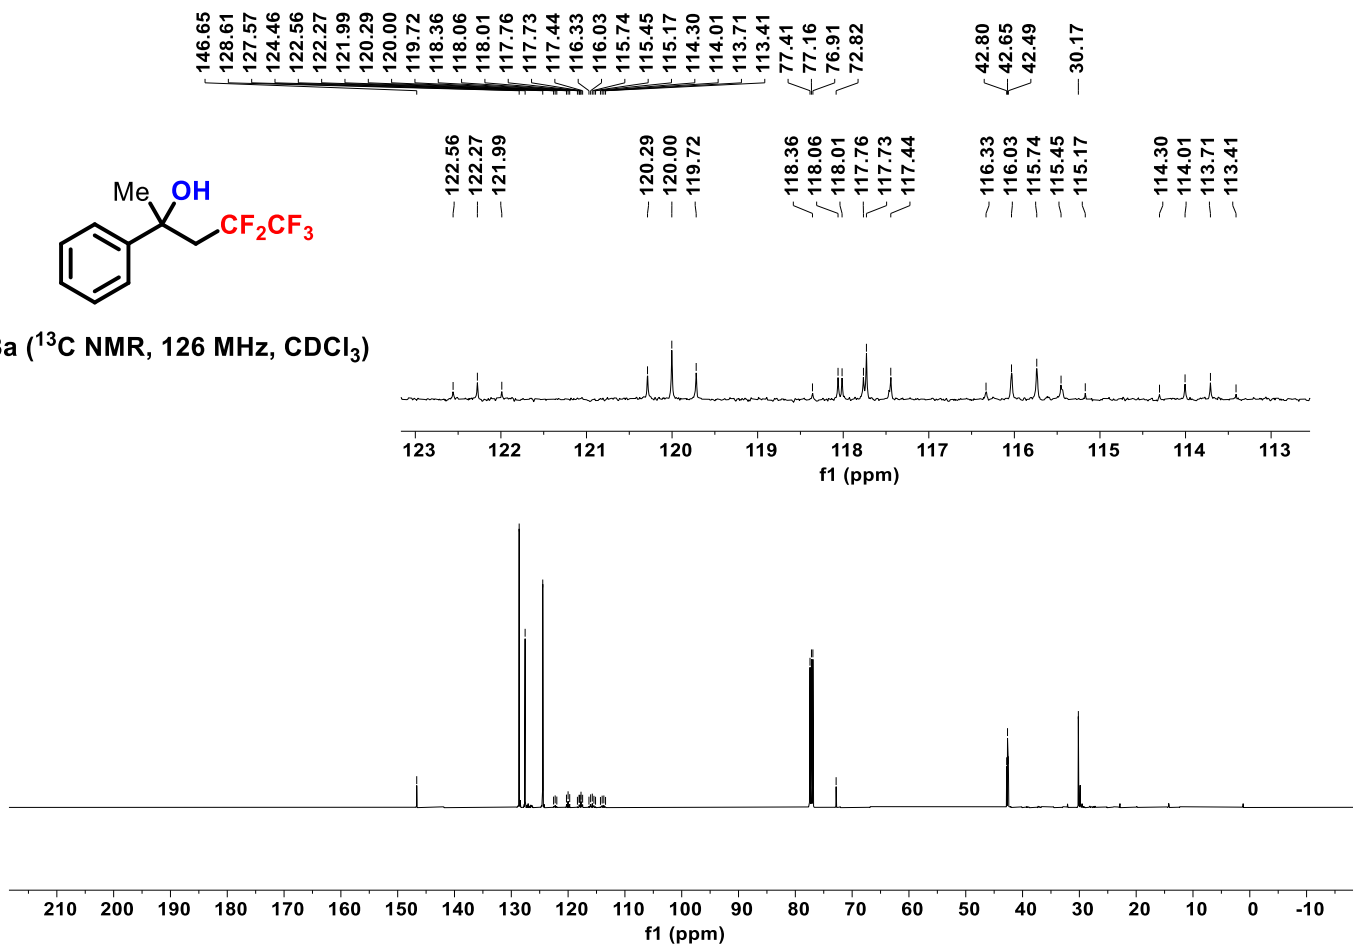 146.65 128.61 127.57 124.46 122.56 122.27 121.99 120.29 120.00 119.72 118.36 118.06 118.01 117.76 117.73 117.44 116.33 116.03 115.74 115.45 115.17 114.30 114.01 113.71 113.41 77.41 77.16 76.91 72.82 42.80 42.65 42.49 30.17
122.56 122.27 121.99 120.29 120.00 119.72 118.36 118.06 118.01 117.76 117.73 117.44 116.33 116.03 115.74 115.45 115.17 114.30 114.01 113.71 113.41
Me OH
CF₂CF₃
a (¹³C NMR, 126 MHz, CDCl₃)
123 122 121 120 119 118 117 116 115 114 113
f1 (ppm)
210 200 190 180 170 160 150 140 130 120 110 100 90 80 70 60 50 40 30 20 10 0 -10
f1 (ppm)